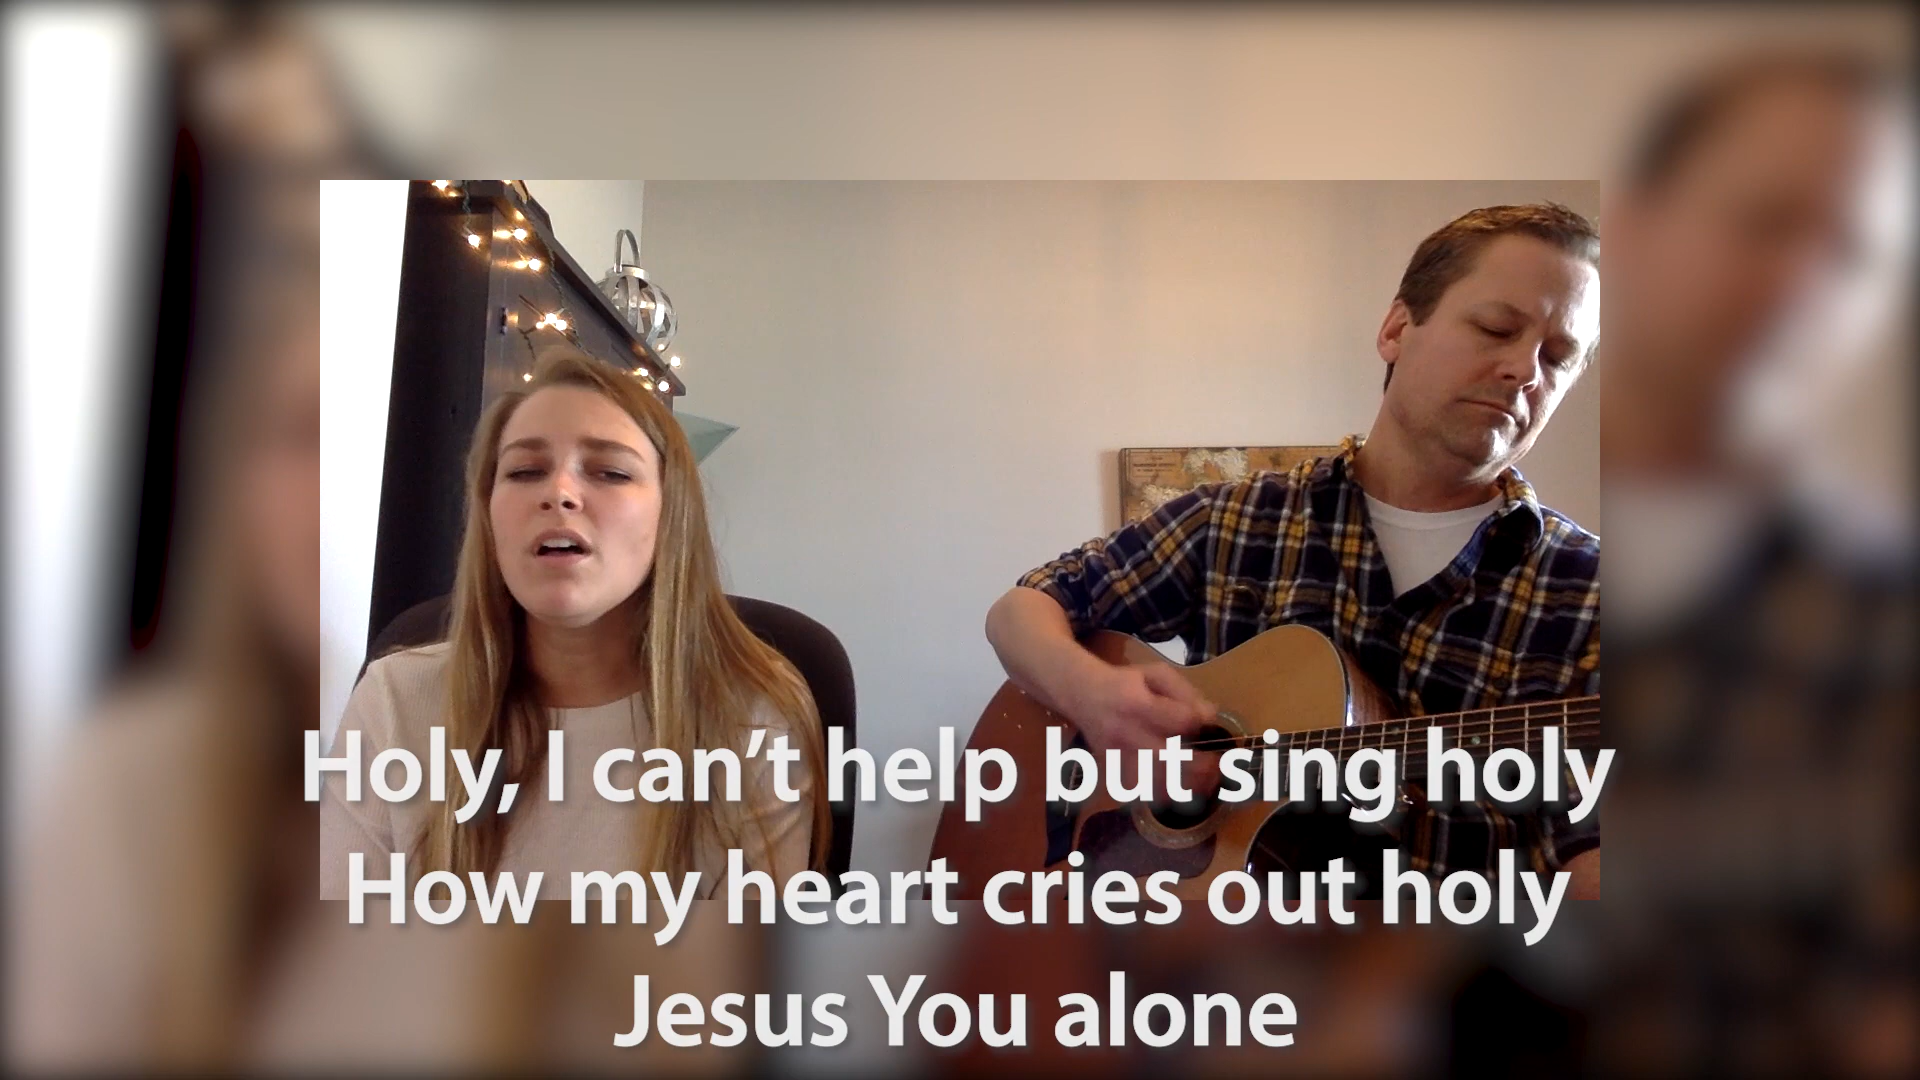 Holy, I can’t help but sing holy
How my heart cries out holy
Jesus You alone